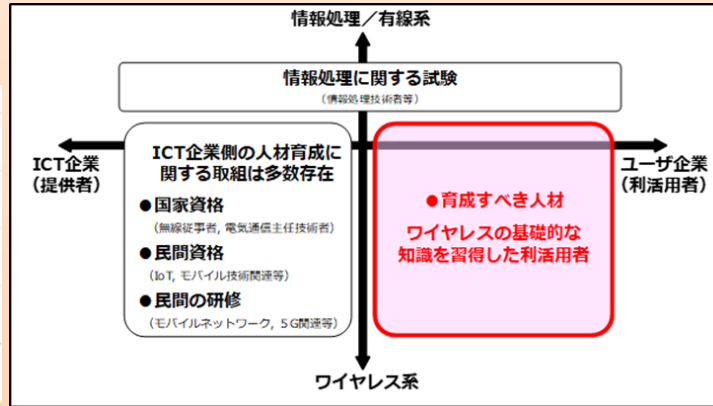 情報処理／有線系
情報処理に関する試験
（情報処理技術者等）
ICT企業
（提供者）
ICT企業側の人材育成に
関する取組は多数存在
●国家資格
（無線従事者, 電気通信主任技術者）
●民間資格
（IoT, モバイル技術関連等）
●民間の研修
（モバイルネットワーク, 5G関連等）
●育成すべき人材
ワイヤレスの基礎的な
知識を習得した利活用者
ユーザ企業
（利活用者）
ワイヤレス系